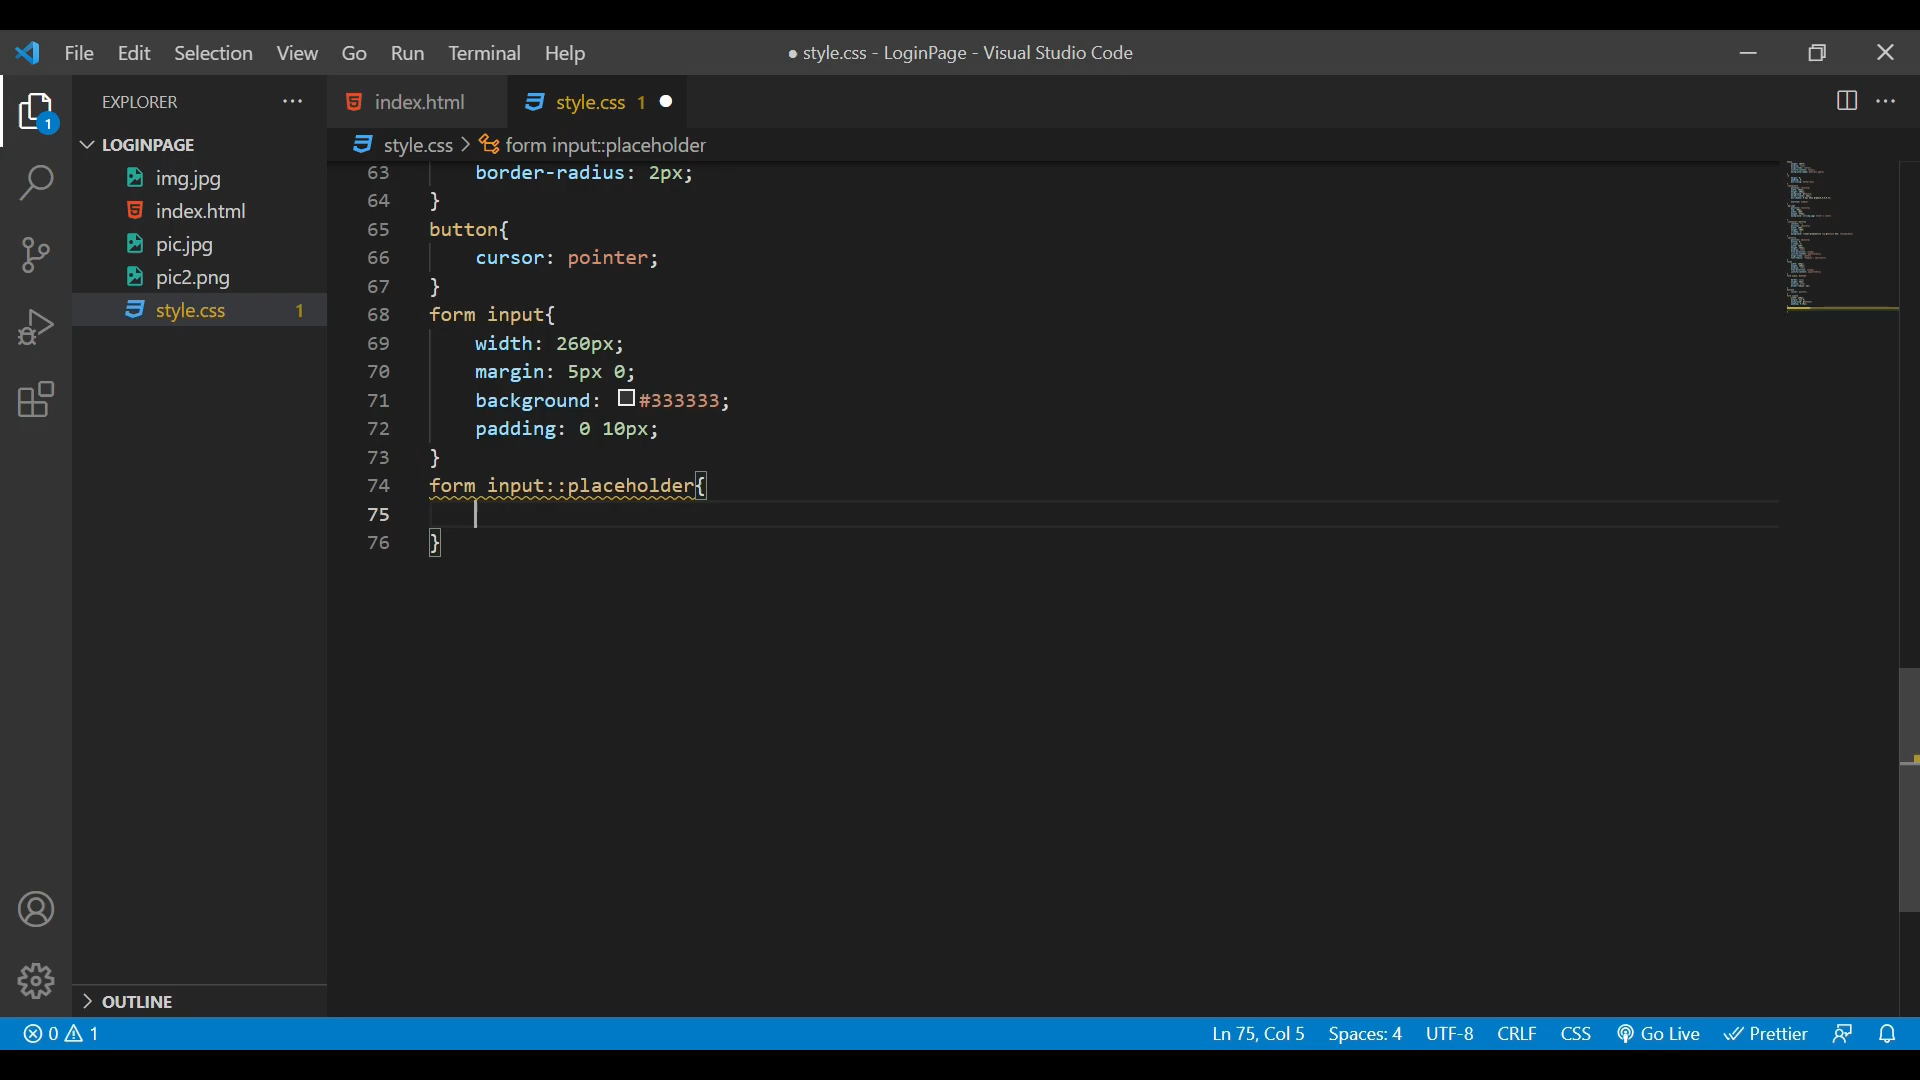 File Edit Selection View Go Run Terminal Help ● style.css - LoginPage - Visual Studio Code
EXPLORER ···
index.html
style.css 1
1
LOGINPAGE
style.css > form input::placeholder
img.jpg
index.html
pic.jpg
pic2.png
style.css 1
63 border-radius: 2px;
64 }
65 button{
66 cursor: pointer;
67 }
68 form input{
69 width: 260px;
70 margin: 5px 0;
71 background: #333333;
72 padding: 0 10px;
73 }
74 form input::placeholder{
75
76 }
OUTLINE
0 1 Ln 75, Col 5 Spaces: 4 UTF-8 CRLF CSS Go Live Prettier